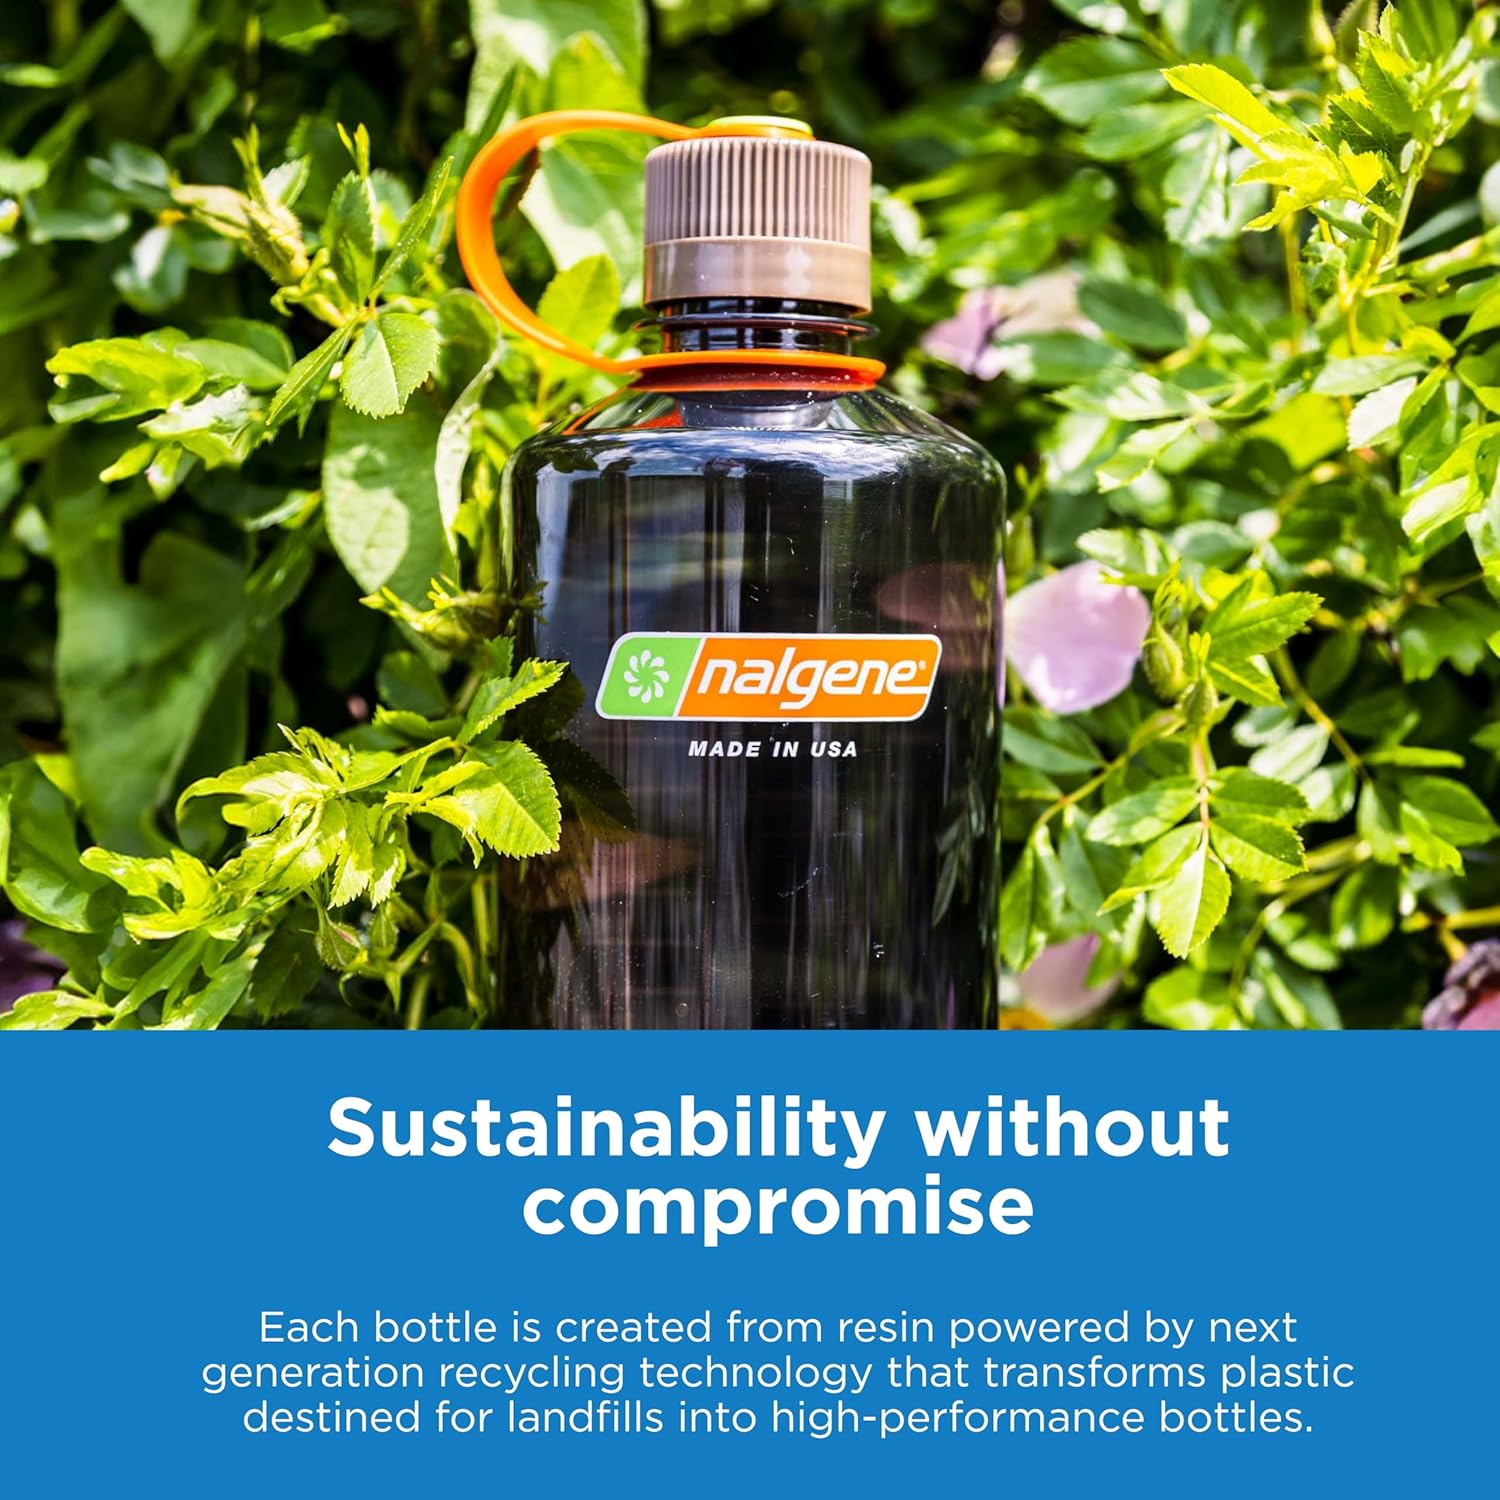 nalgene®
MADE IN USA
Sustainability without
compromise
Each bottle is created from resin powered by next
generation recycling technology that transforms plastic
destined for landfills into high-performance bottles.